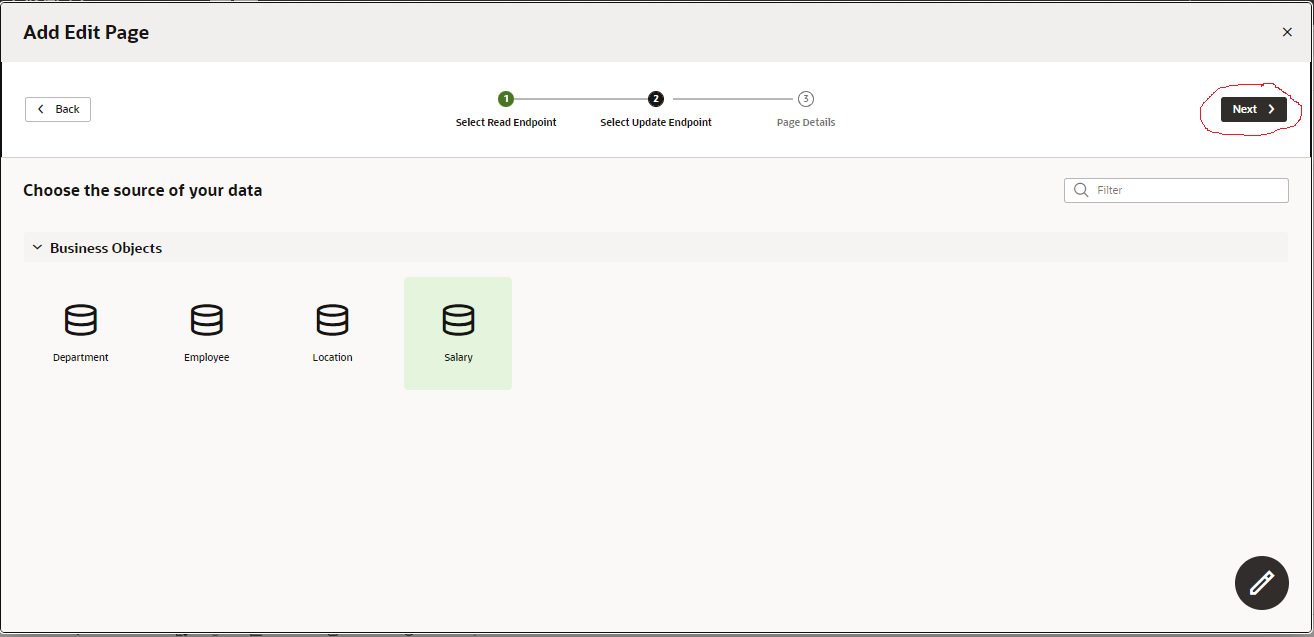 Add Edit Page
Back
1
2
3
Select Read Endpoint
Select Update Endpoint
Page Details
Next
Choose the source of your data
Filter
Business Objects
Department
Employee
Location
Salary